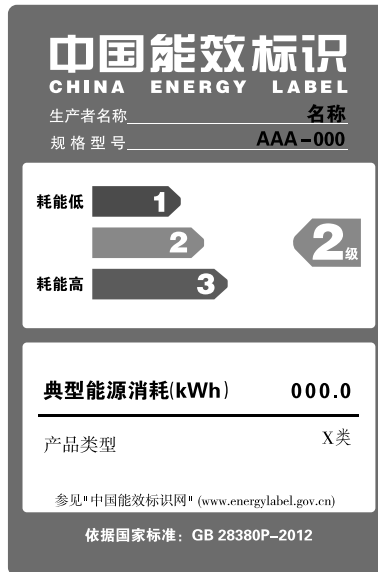 中国能效标识
CHINA ENERGY LABEL
生产者名称 名称
规格型号 AAA-000
耗能低 1
2 2级
耗能高 3
典型能源消耗(kWh) 000.0
产品类型 X类
参见"中国能效标识网" (www.energylabel.gov.cn)
依据国家标准：GB 28380P-2012